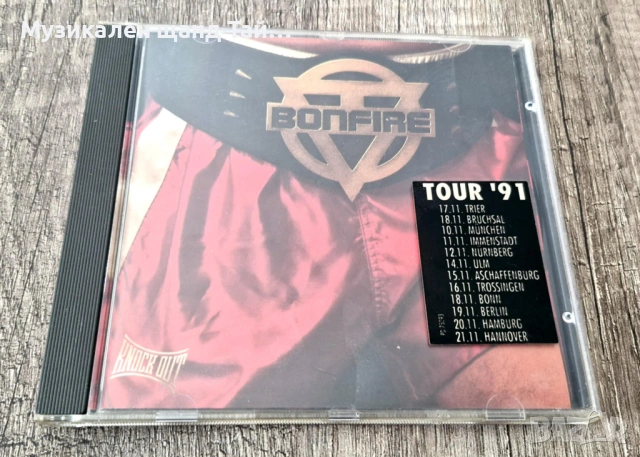 Музикален щанд Тай...
BONFIRE
TOUR '91
17.11. TRIER
18.11. BRUCHSAL
10.11. MÜNCHEN
11.11. IMMENSTADT
12.11. NÜRNBERG
14.11. ULM
15.11. ASCHAFFENBURG
16.11. TROSSINGEN
18.11. BONN
19.11. BERLIN
20.11. HAMBURG
21.11. HANNOVER
KNOCK OUT